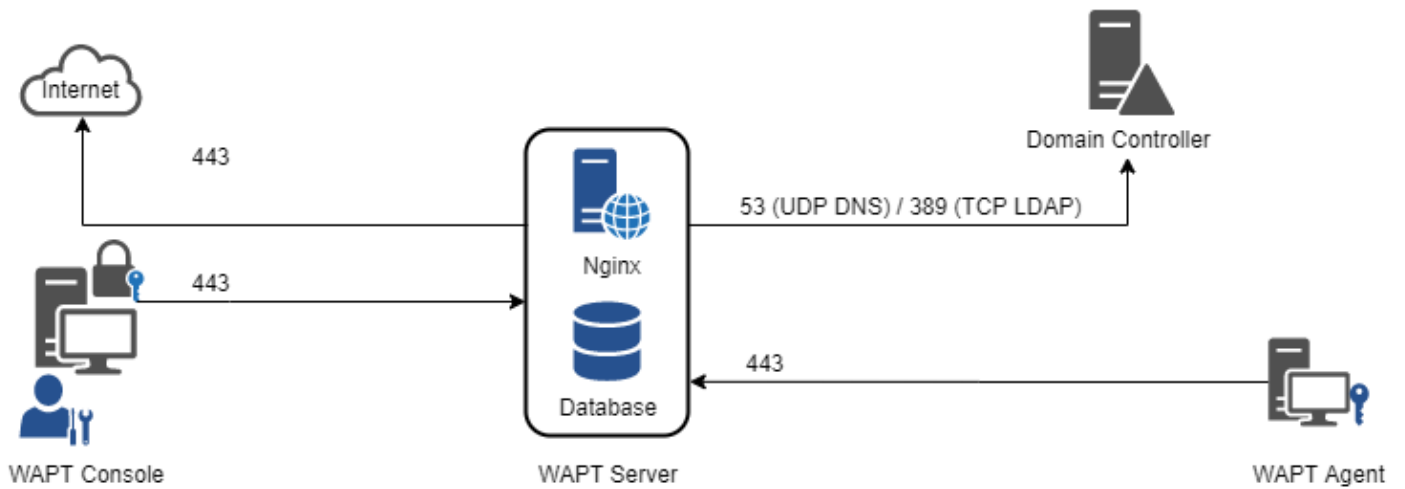 Internet
Domain Controller
443
53 (UDP DNS) / 389 (TCP LDAP)
Nginx
443
443
Database
WAPT Console
WAPT Server
WAPT Agent